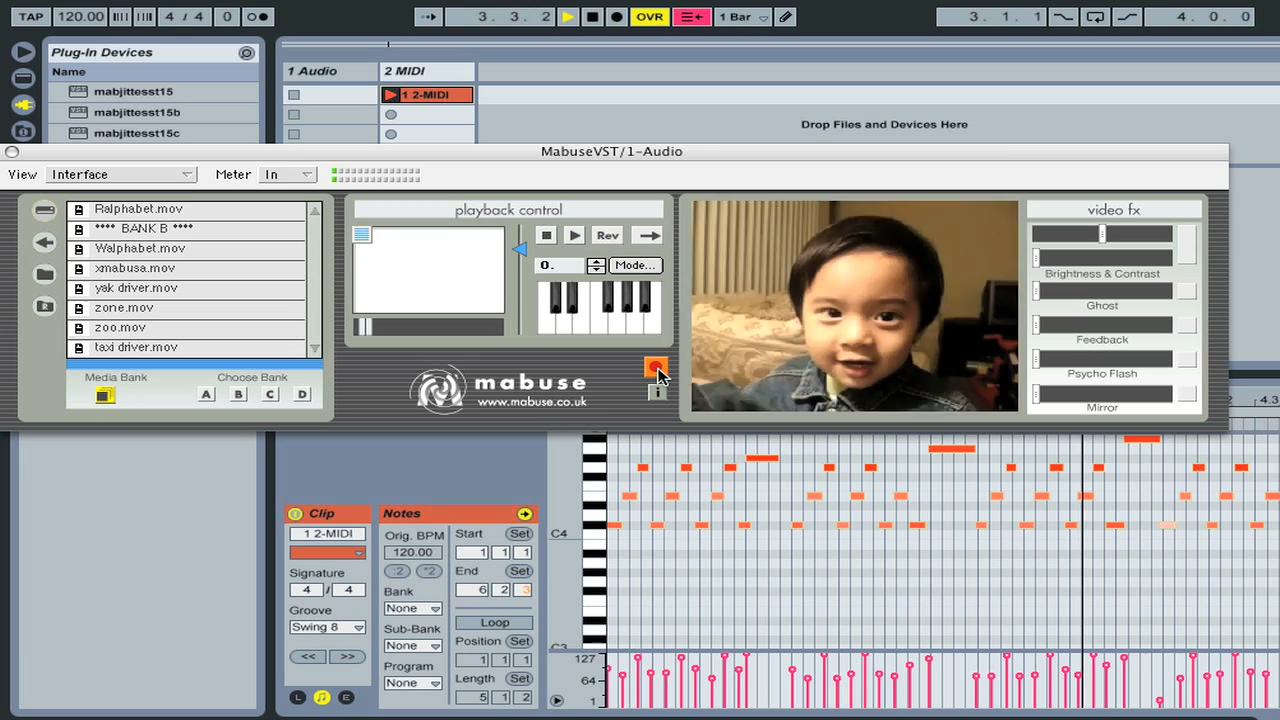 TAP 120.00 4 / 4 0 3. 3. 2 OVR 1 Bar 3. 1. 1 4. 0. 0
Plug-In Devices
Name
mabjittesst15
mabjittesst15b
mabjittesst15c
1 Audio 2 MIDI
1 2-MIDI
Drop Files and Devices Here
MabuseVST/1-Audio
View Interface Meter In
Ralphabet.mov
**** BANK B ****
Walphabet.mov
xmabusa.mov
yak driver.mov
zone.mov
zoo.mov
taxi driver.mov
Media Bank Choose Bank
A B C D
playback control
Rev
0. Mode...
mabuse
www.mabuse.co.uk
i
video fx
Brightness & Contrast
Ghost
Feedback
Psycho Flash
Mirror
4.3
Clip
1 2-MIDI
Signature
4 / 4
Groove
Swing 8
<< >>
L E
Notes
Orig. BPM
120.00
:2 *2
Bank
None
Sub-Bank
None
Program
None
Start Set
1 1 1
End Set
6 2 3
Loop
Position Set
1 1 1
Length Set
5 1 2
C4
C3
127
64
1